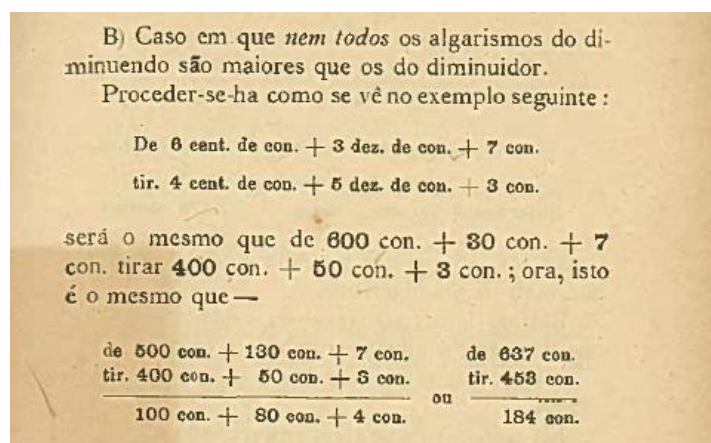 B) Caso em que nem todos os algarismos do di-
minuendo são maiores que os do diminuidor.
Proceder-se-ha como se vê no exemplo seguinte :
De 6 cent. de con. + 3 dez. de con. + 7 con.
tir. 4 cent. de con. + 5 dez. de con. + 3 con.
será o mesmo que de 600 con. + 30 con. + 7
con. tirar 400 con. + 50 con. + 3 con. ; ora, isto
é o mesmo que —
de 500 con. + 130 con. + 7 con. de 637 con.
tir. 400 con. + 50 con. + 3 con. ou tir. 453 con.
100 con. + 80 con. + 4 con. 184 con.